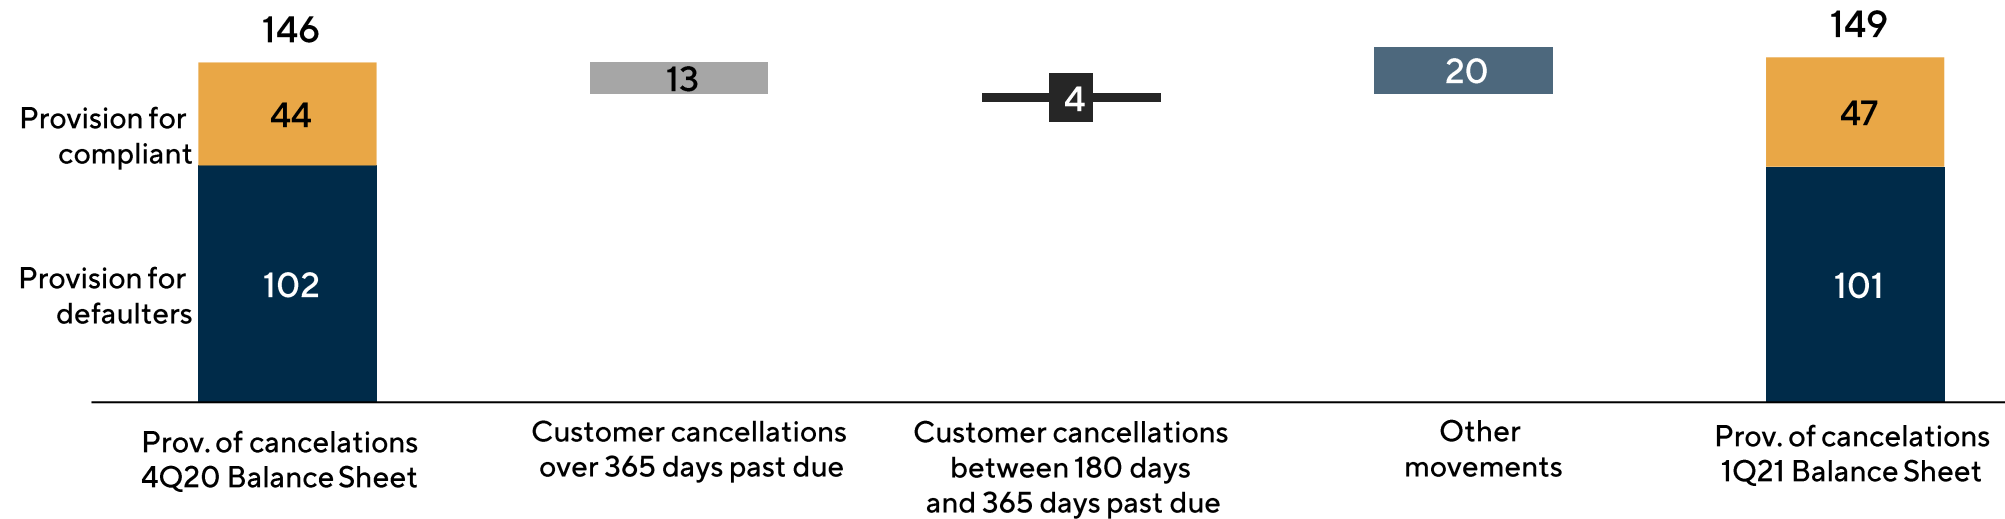 146
149
13
20
44
4
47
Provision for
compliant
Provision for
defaulters
102
101
Prov. of cancelations
4Q20 Balance Sheet
Customer cancellations
over 365 days past due
Customer cancellations
between 180 days
and 365 days past due
Other
movements
Prov. of cancelations
1Q21 Balance Sheet